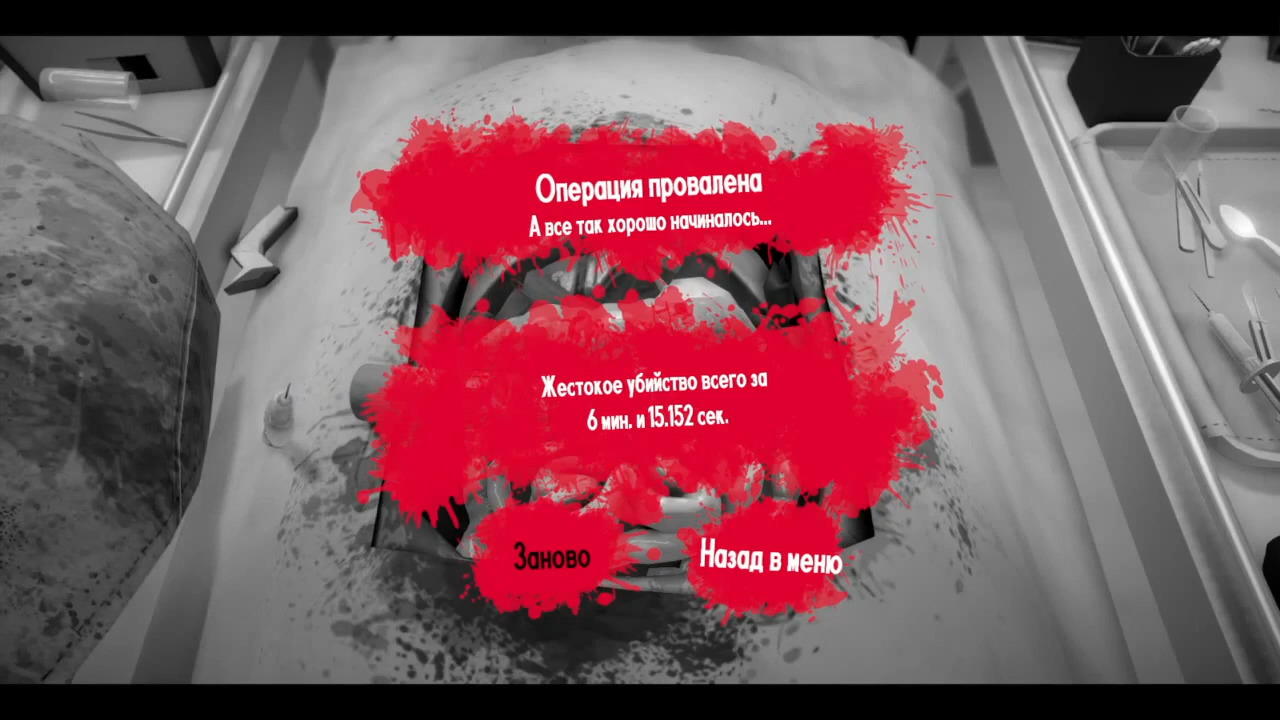 Операция провалена
А все так хорошо начиналось...
Жестокое убийство всего за
6 мин. и 15.152 сек.
Заново
Назад в меню